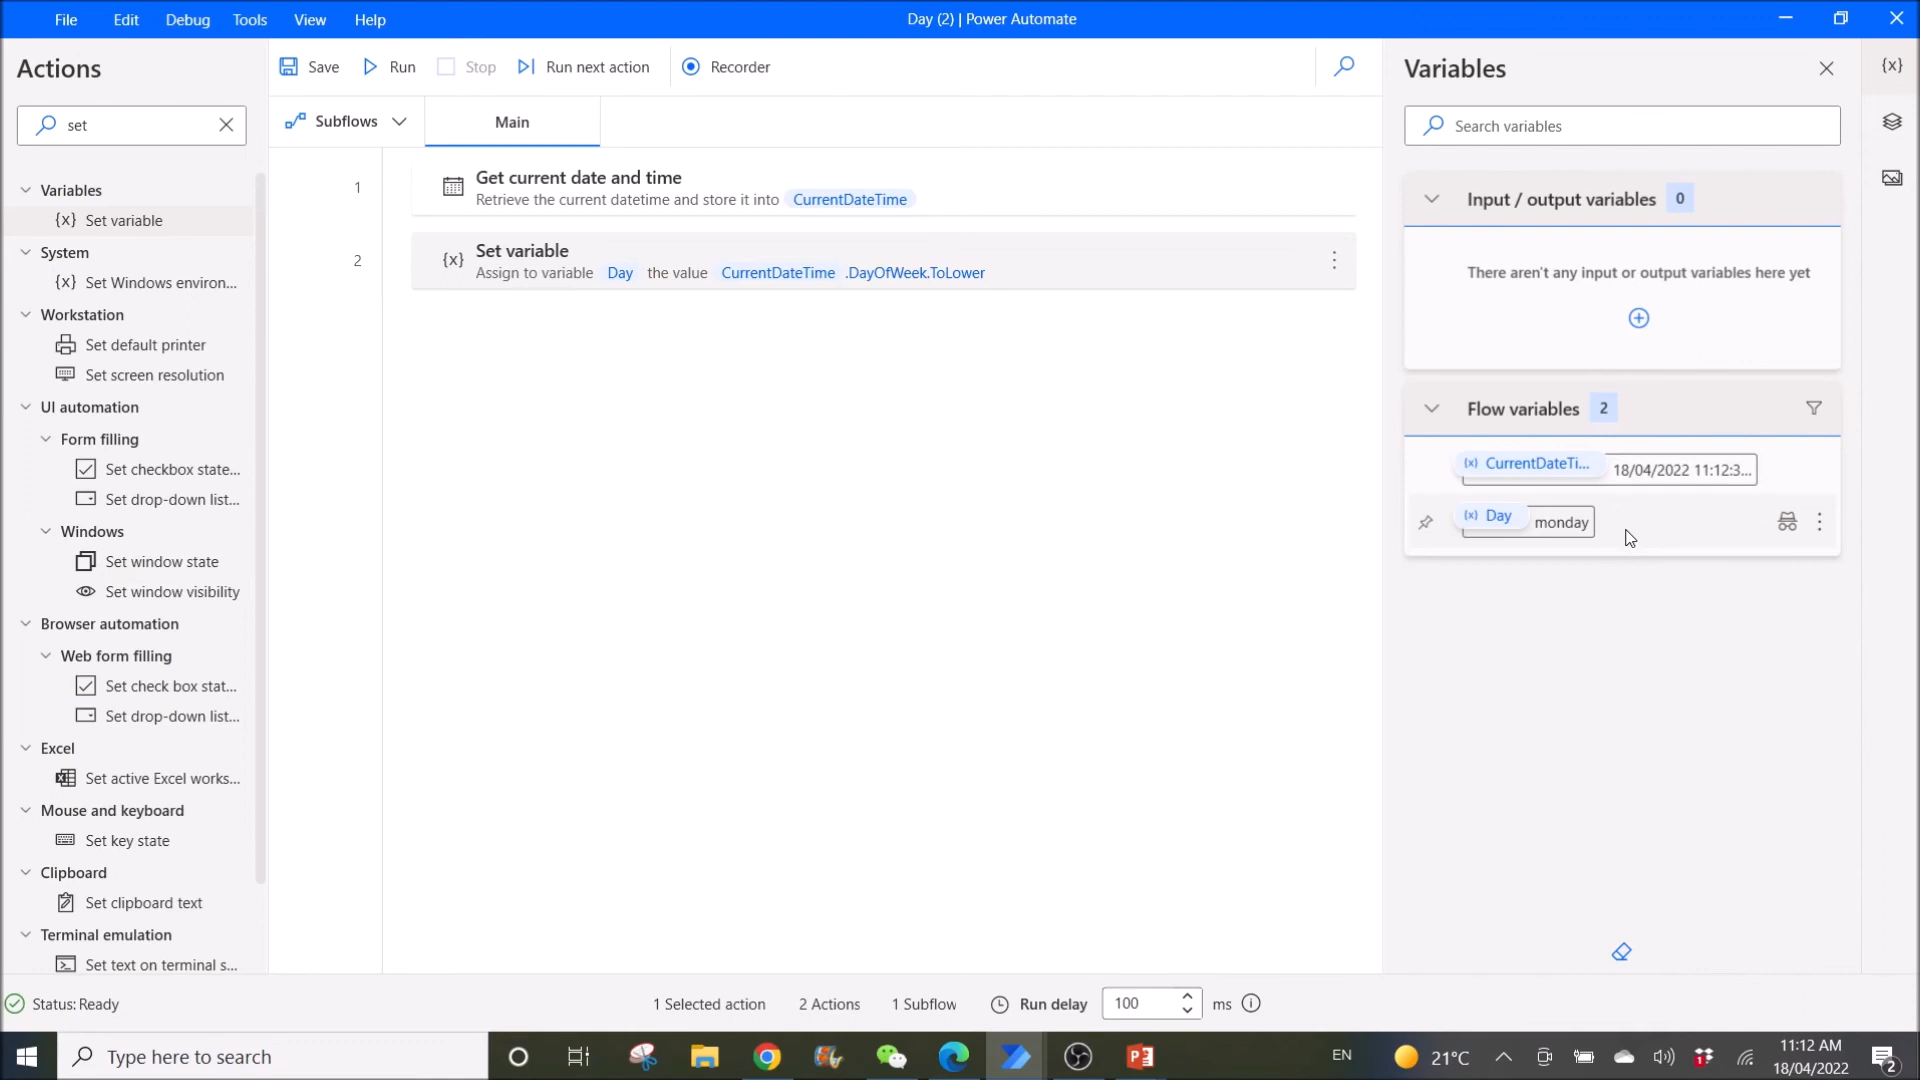 File Edit Debug Tools View Help
Day (2) | Power Automate
Actions
set
Variables
{x} Set variable
System
{x} Set Windows environ...
Workstation
Set default printer
Set screen resolution
UI automation
Form filling
Set checkbox state...
Set drop-down list...
Windows
Set window state
Set window visibility
Browser automation
Web form filling
Set check box stat...
Set drop-down list...
Excel
Set active Excel works...
Mouse and keyboard
Set key state
Clipboard
Set clipboard text
Terminal emulation
Set text on terminal s...
Save Run Stop Run next action Recorder
Subflows Main
1 Get current date and time
Retrieve the current datetime and store it into CurrentDateTime
2 {x} Set variable
Assign to variable Day the value CurrentDateTime .DayOfWeek.ToLower
Variables
{x}
Search variables
Input / output variables 0
There aren't any input or output variables here yet
Flow variables 2
(x) CurrentDateTi... 18/04/2022 11:12:3...
(x) Day monday
Status: Ready 1 Selected action 2 Actions 1 Subflow Run delay 100 ms
Type here to search
EN 21°C
11:12 AM
18/04/2022
2